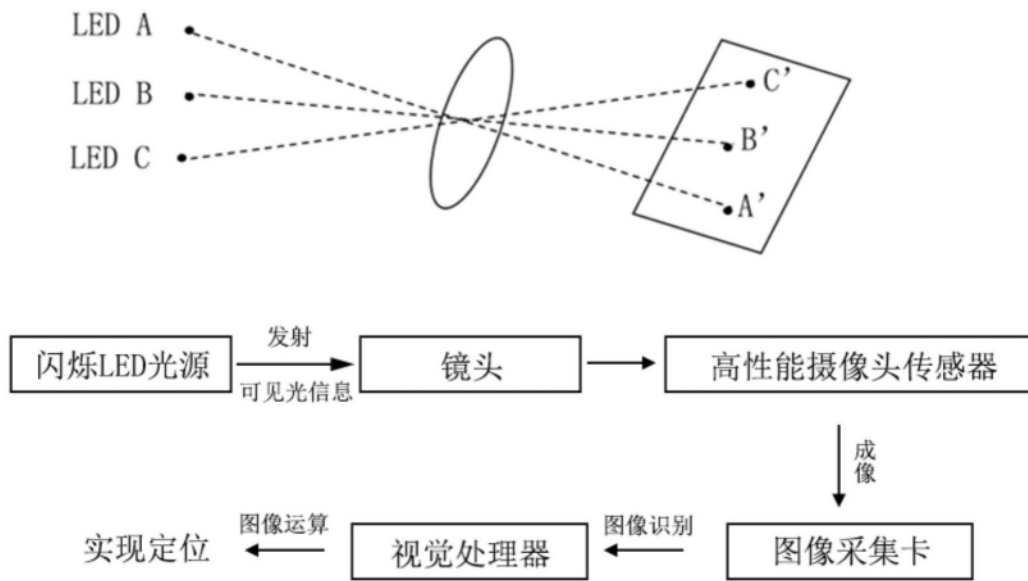 LED A
LED B
LED C
C'
B'
A'
闪烁LED光源
发射
可见光信息
镜头
高性能摄像头传感器
成像
图像采集卡
图像识别
视觉处理器
图像运算
实现定位